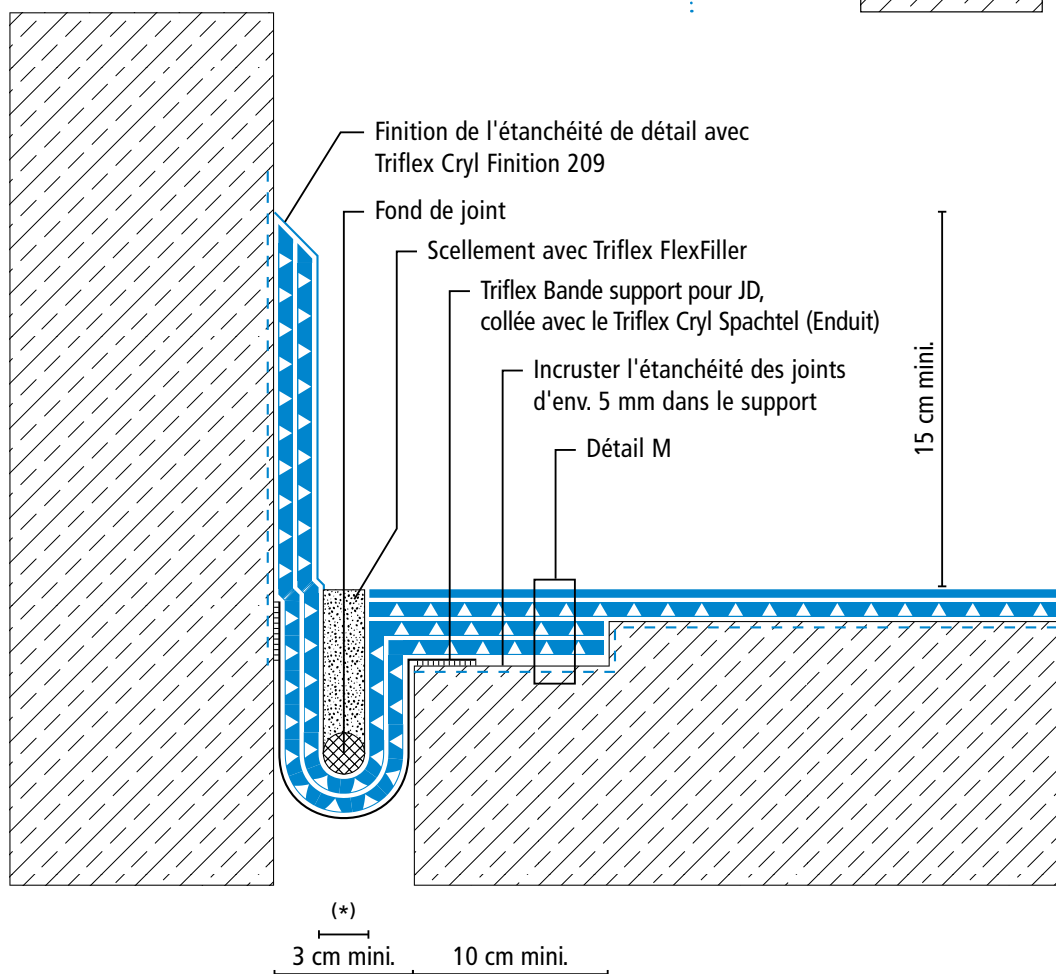 Finition de l'étanchéité de détail avec
Triflex Cryl Finition 209
Fond de joint
Scellement avec Triflex FlexFiller
Triflex Bande support pour JD,
collée avec le Triflex Cryl Spachtel (Enduit)
Incruster l'étanchéité des joints
d'env. 5 mm dans le support
Détail M
15 cm mini.
(*)
3 cm mini.
10 cm mini.